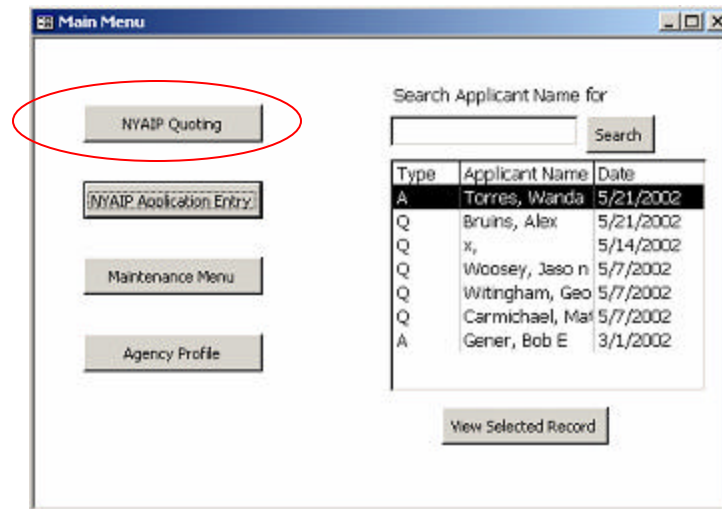 Main Menu
NYAIP Quoting
NYAIP Application Entry
Maintenance Menu
Agency Profile
Search Applicant Name for
Search
Type Applicant Name Date
A Torres, Wanda 5/21/2002
Q Bruins, Alex 5/21/2002
Q x, 5/14/2002
Q Woosey, Jaso n 5/7/2002
Q Witingham, Geo 5/7/2002
Q Carmichael, Mat 5/7/2002
A Gener, Bob E 3/1/2002
View Selected Record